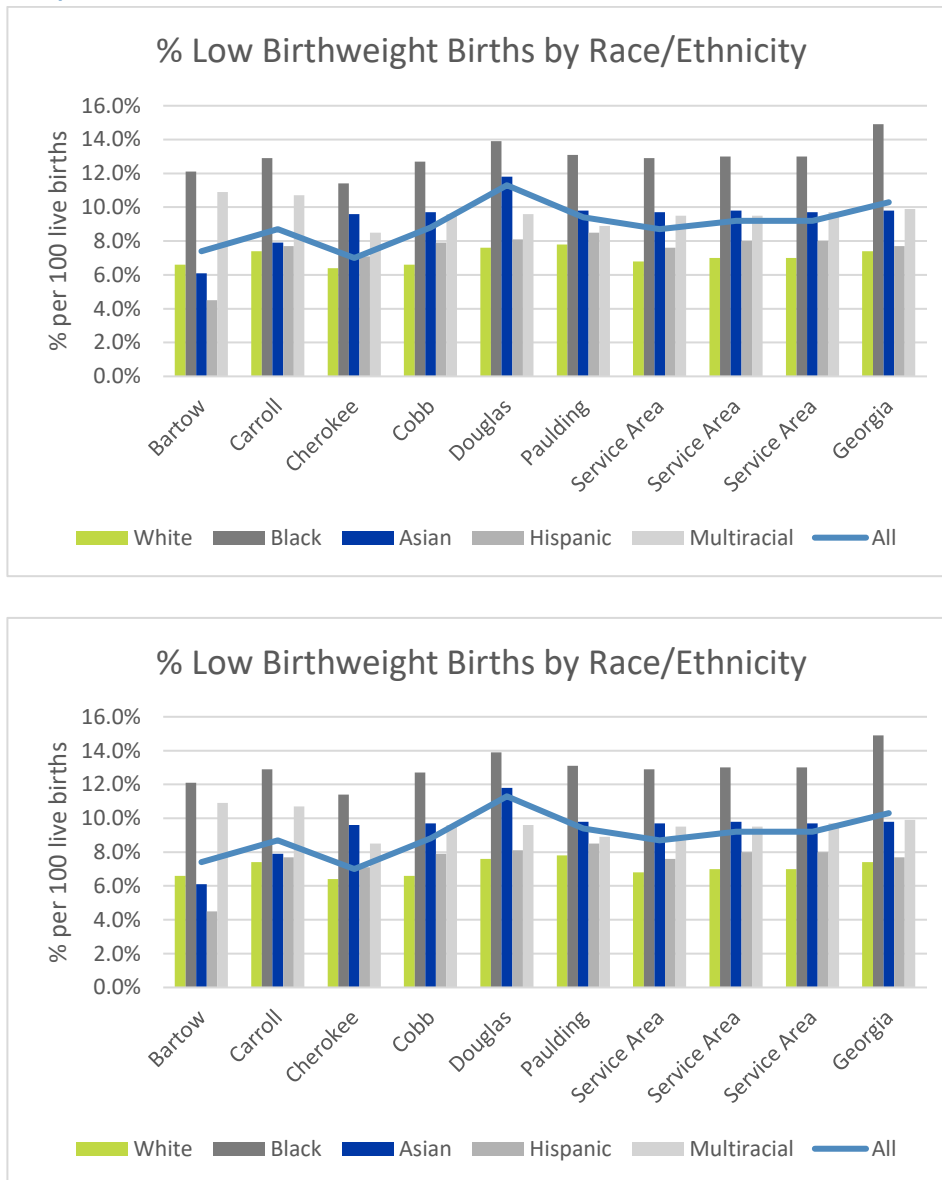 % Low Birthweight Births by Race/Ethnicity
% per 100 live births
16.0%
14.0%
12.0%
10.0%
8.0%
6.0%
4.0%
2.0%
0.0%
Bartow
Carroll
Cherokee
Cobb
Douglas
Paulding
Service Area
Service Area
Service Area
Georgia
White Black Asian Hispanic Multiracial All
% Low Birthweight Births by Race/Ethnicity
% per 100 live births
16.0%
14.0%
12.0%
10.0%
8.0%
6.0%
4.0%
2.0%
0.0%
Bartow
Carroll
Cherokee
Cobb
Douglas
Paulding
Service Area
Service Area
Service Area
Georgia
White Black Asian Hispanic Multiracial All